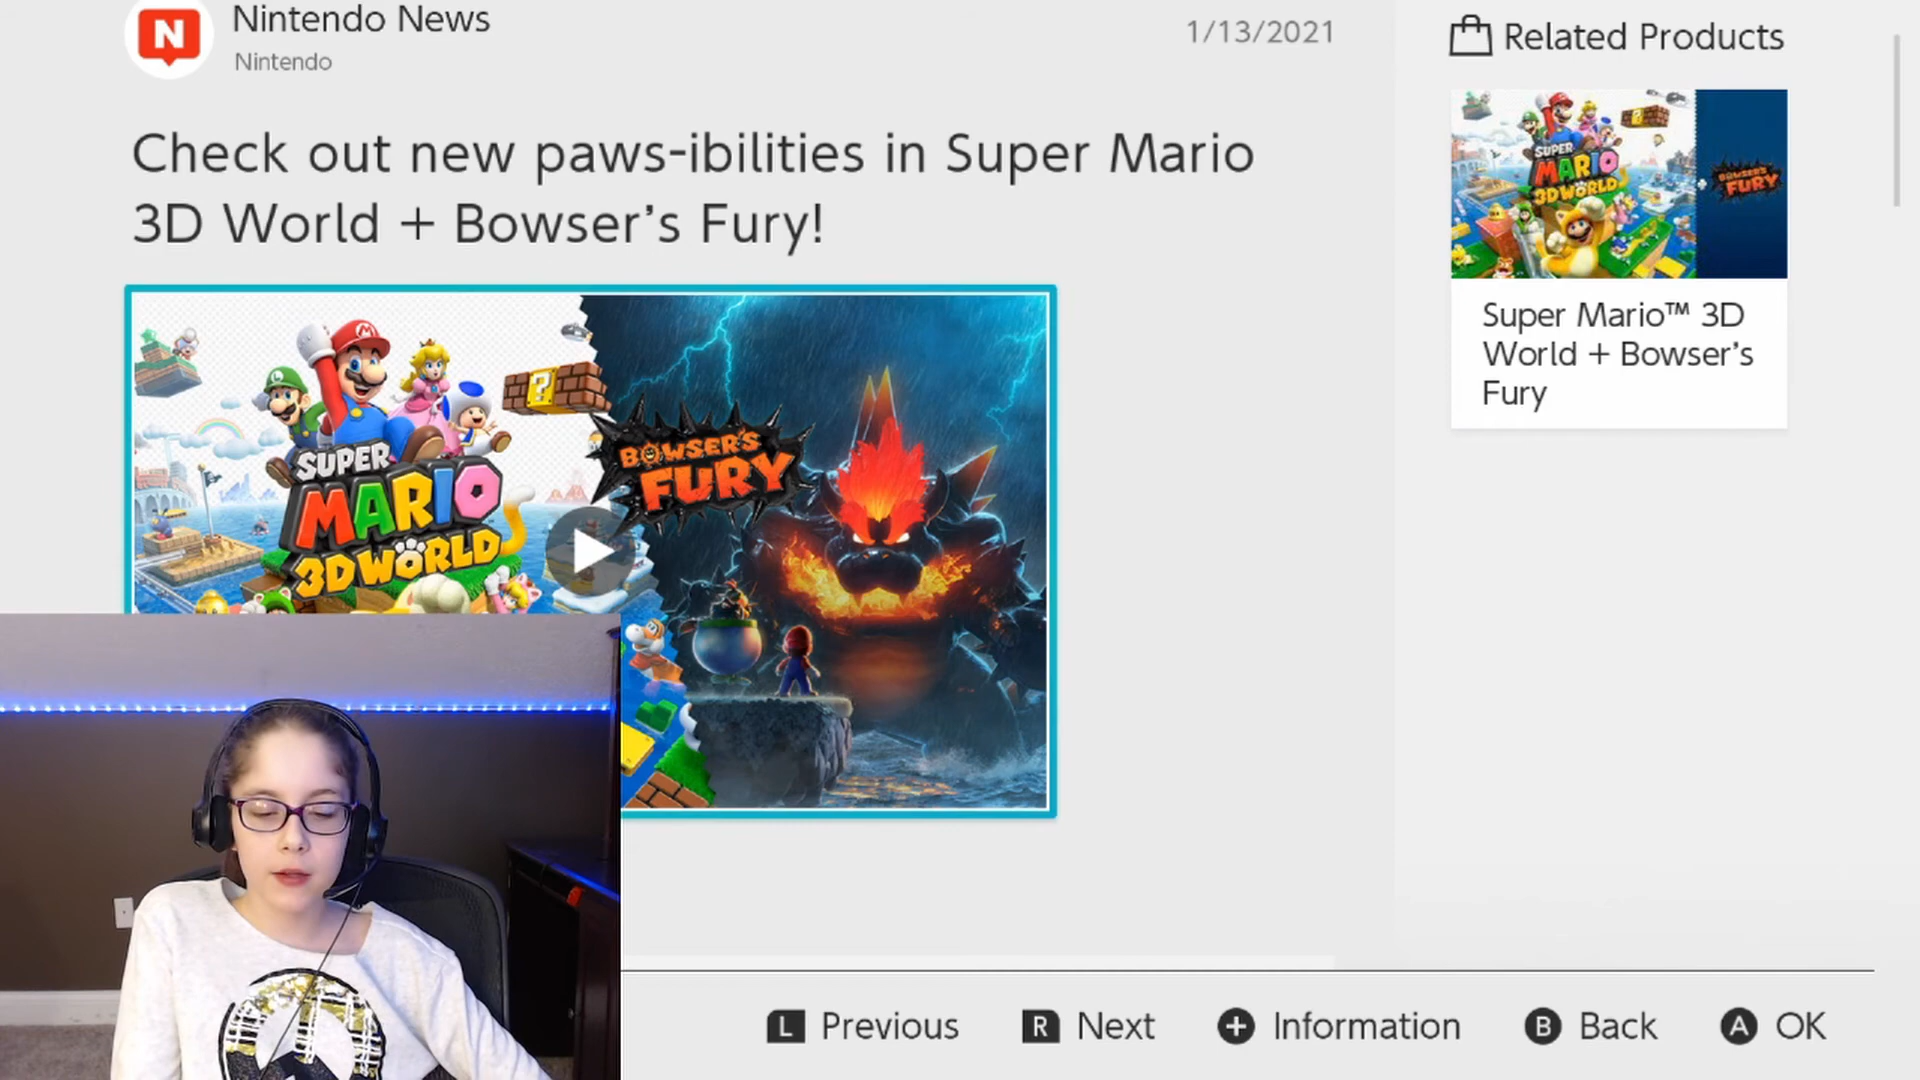 N
Nintendo News
Nintendo
1/13/2021
Related Products
Check out new paws-ibilities in Super Mario
3D World + Bowser's Fury!
SUPER
MARIO
3D WORLD
BOWSER'S
FURY
?
SUPER
MARIO
3D WORLD
+
BOWSER'S
FURY
Super Mario™ 3D
World + Bowser's
Fury
L Previous
R Next
+ Information
B Back
A OK